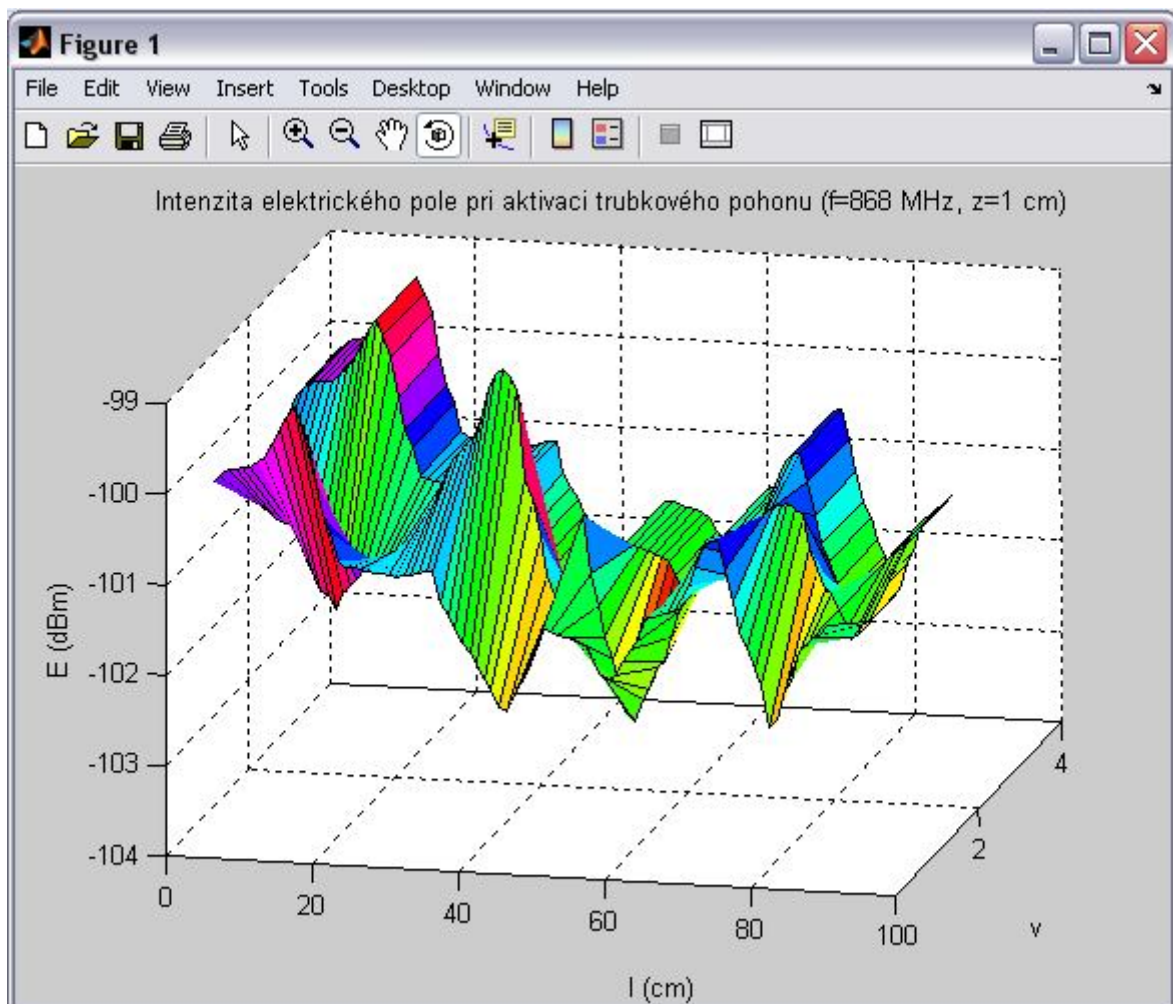 Figure 1
File Edit View Insert Tools Desktop Window Help
Intenzita elektrického pole pri aktivaci trubkového pohonu (f=868 MHz, z=1 cm)
-99
-100
-101
-102
-103
-104
E (dBm)
0
20
40
60
80
100
l (cm)
2
4
v